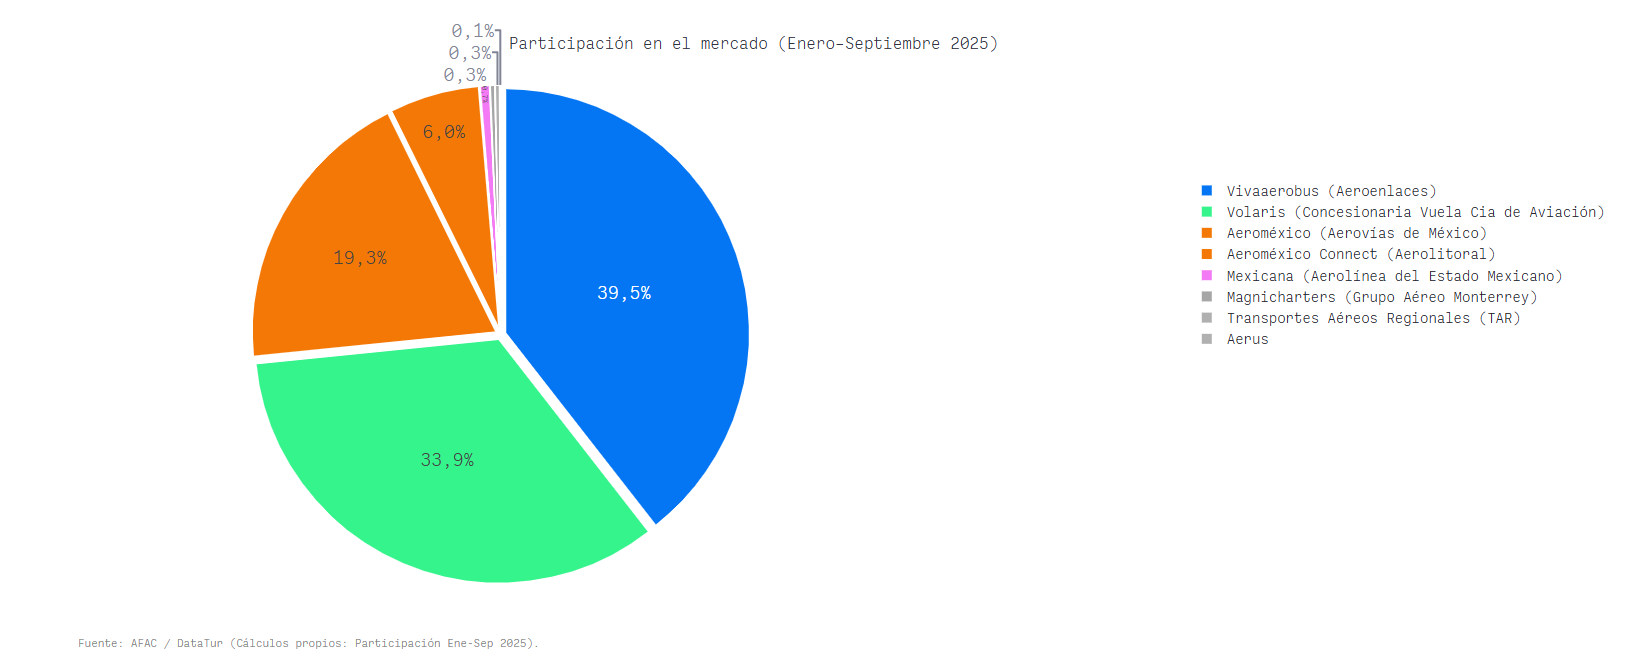 0,1%
Participación en el mercado (Enero-Septiembre 2025)
0,3%
0,3%
6,0%
19,3%
39,5%
33,9%
Vivaaerobus (Aeroenlaces)
Volaris (Concesionaria Vuela Cia de Aviación)
Aeroméxico (Aerovías de México)
Aeroméxico Connect (Aerolitoral)
Mexicana (Aerolínea del Estado Mexicano)
Magnicharters (Grupo Aéreo Monterrey)
Transportes Aéreos Regionales (TAR)
Aerus
Fuente: AFAC / DataTur (Cálculos propios: Participación Ene-Sep 2025).